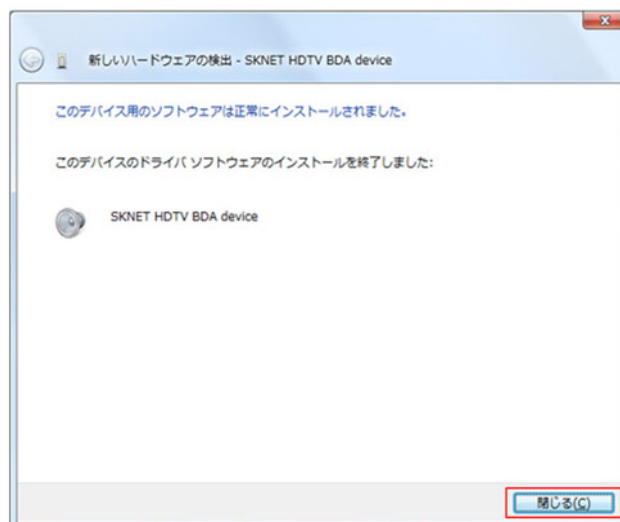 新しいハードウェアの検出 - SKNET HDTV BDA device
このデバイス用のソフトウェアは正常にインストールされました。
このデバイスのドライバ ソフトウェアのインストールを終了しました:
SKNET HDTV BDA device
閉じる(C)